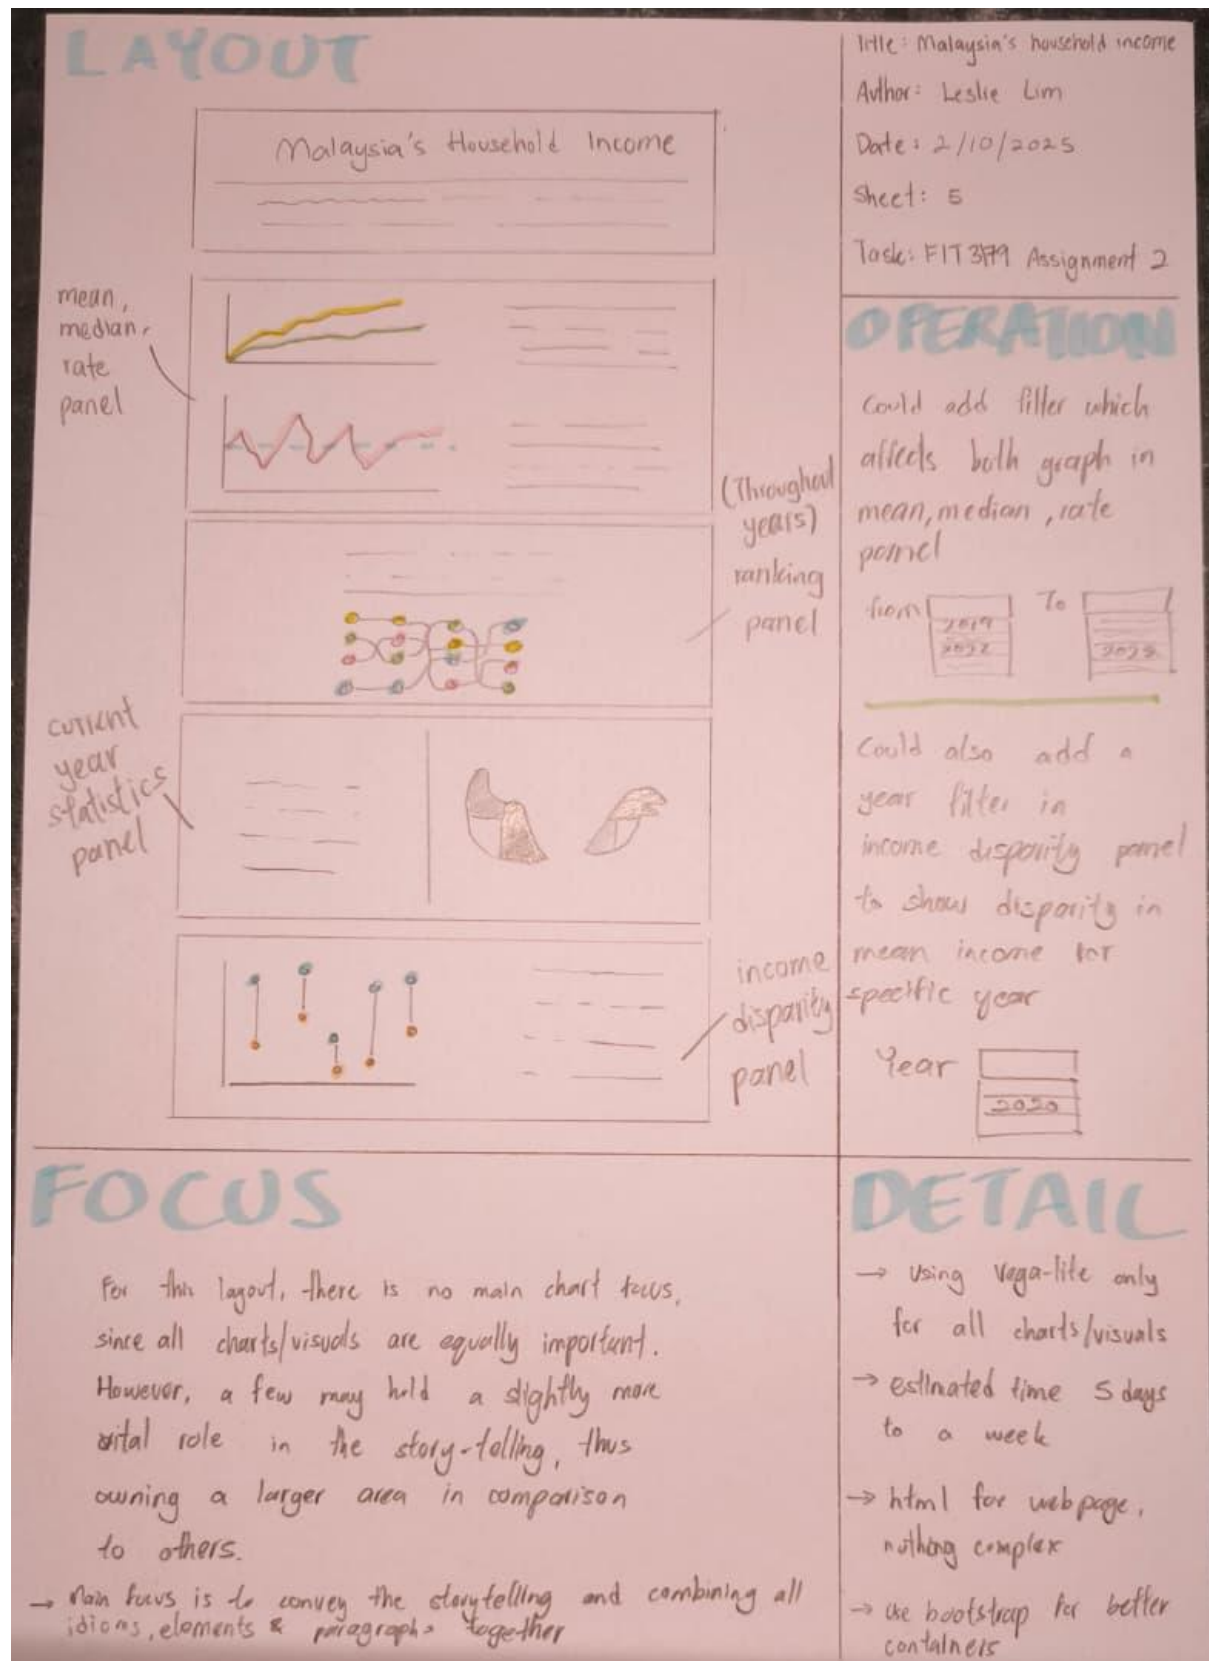 LAYOUT
Malaysia's Household Income
mean,
median,
rate
panel
(Throughout
years)
ranking
panel
current
year
statistics
panel
income
disparity
panel
Title: Malaysia's household income
Author: Leslie Lim
Date: 2/10/2025
Sheet: 5
Task: FIT3179 Assignment 2
OPERATION
Could add filter which
affects both graph in
mean, median, rate
panel
from To
2019
2022 2022
Could also add a
year filter in
income disparity panel
to show disparity in
mean income for
specific year
Year
2020
FOCUS
For this layout, there is no main chart focus,
since all charts/visuals are equally important.
However, a few may hold a slightly more
vital role in the story-telling, thus
owning a larger area in comparison
to others.
→ Main focus is to convey the storytelling and combining all
idioms, elements & paragraphs together
DETAIL
→ Using Vega-lite only
for all charts/visuals
→ estimated time 5 days
to a week
→ html for webpage,
nothing complex
→ use bootstrap for better
containers